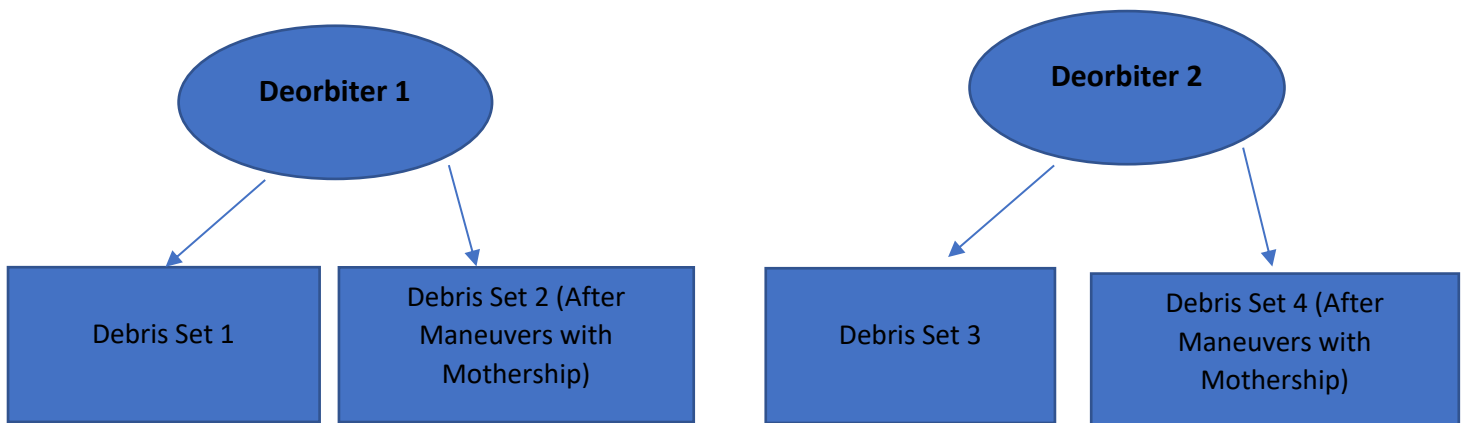 Deorbiter 1
Deorbiter 2
Debris Set 1
Debris Set 2 (After
Maneuvers with
Mothership)
Debris Set 3
Debris Set 4 (After
Maneuvers with
Mothership)